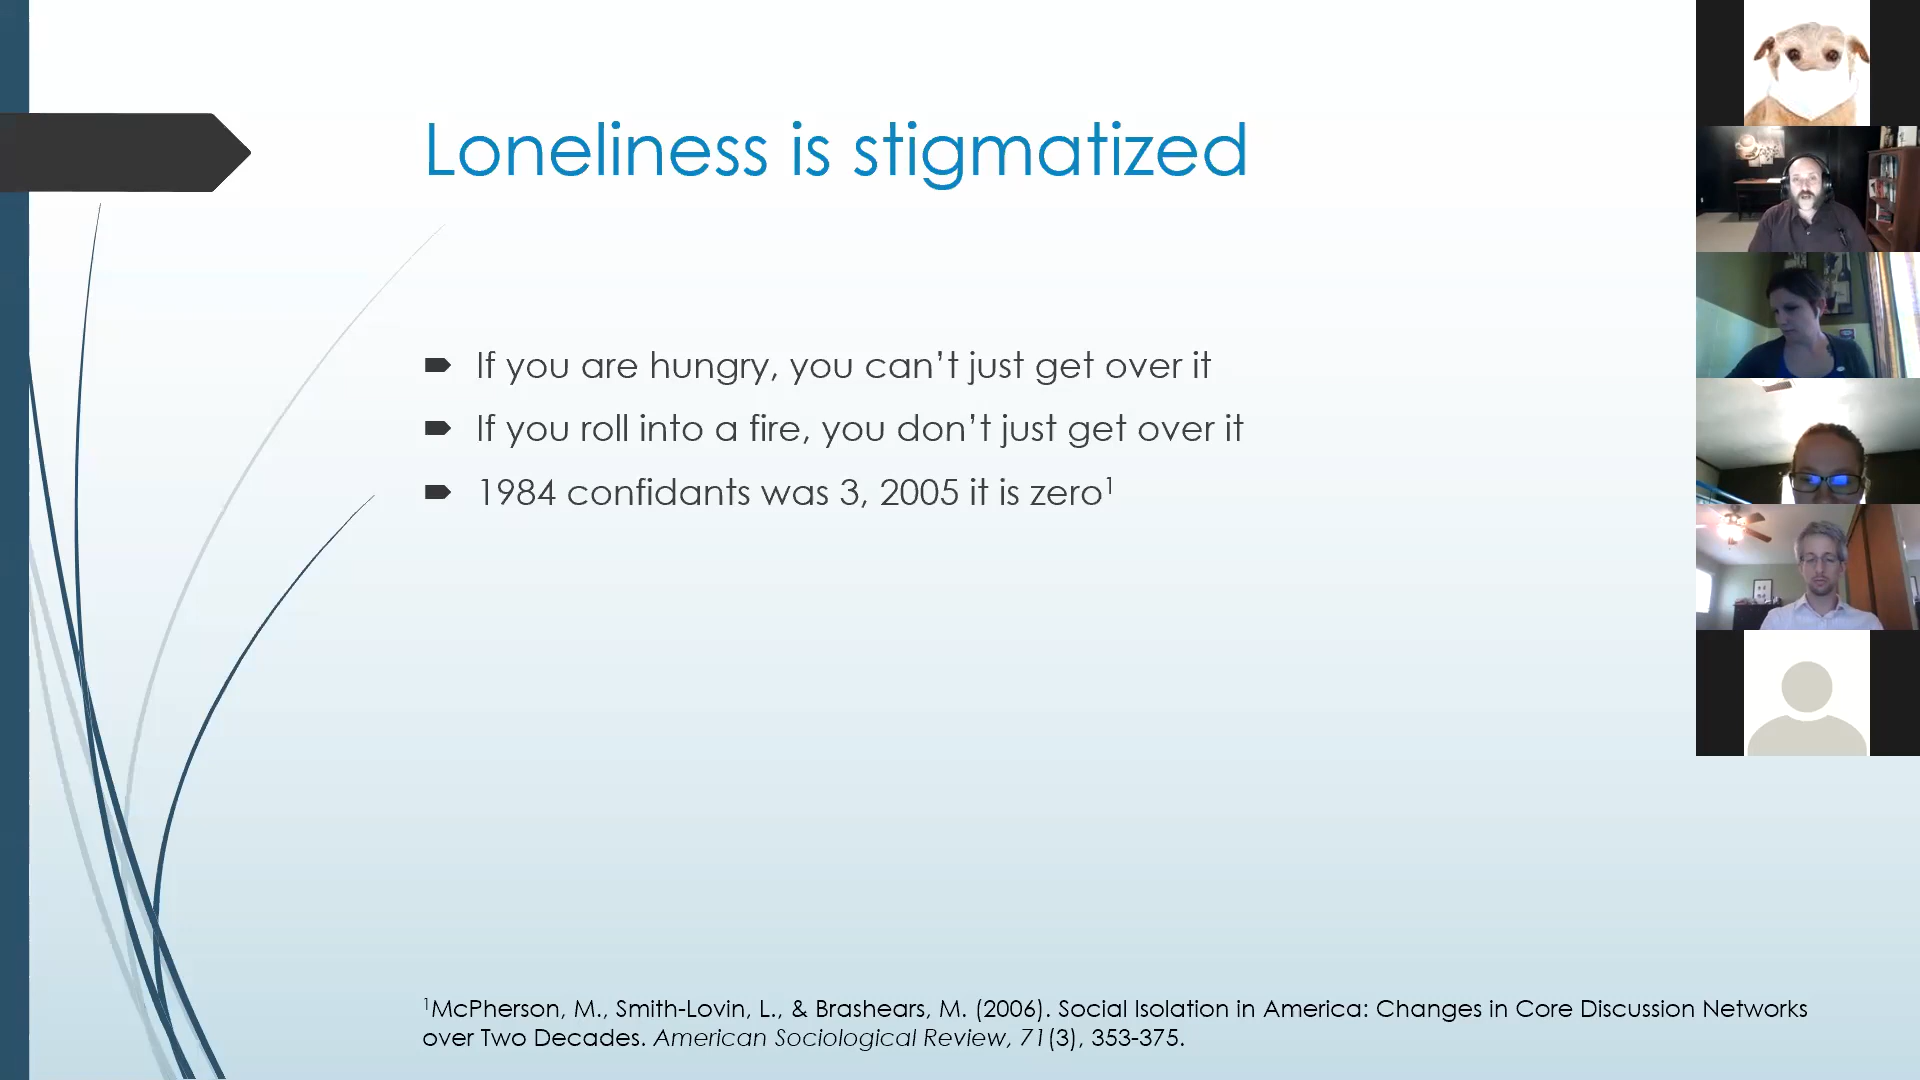 Loneliness is stigmatized
If you are hungry, you can’t just get over it
If you roll into a fire, you don’t just get over it
1984 confidants was 3, 2005 it is zero¹
¹McPherson, M., Smith-Lovin, L., & Brashears, M. (2006). Social Isolation in America: Changes in Core Discussion Networks
over Two Decades. American Sociological Review, 71(3), 353-375.